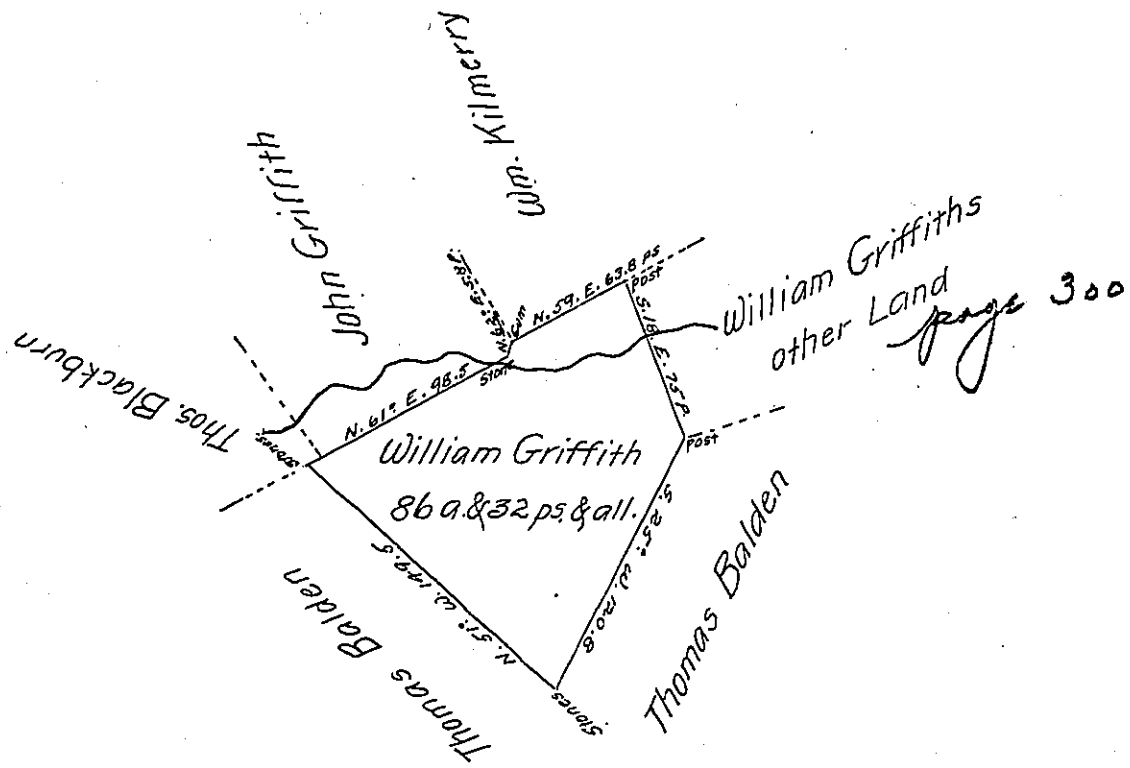 Wm. Kilmerry
John Griffith
Thos. Blackburn
William Griffiths
other Land
page 300
N. 59. E. 63.8 ps
Post
Gum
Stone
N. 61° E. 98.5
Stones
S. 18 E. 75 P.
Post
William Griffith
86 a. & 32 ps. & all.
S. 25° W. 120.8
N. 51° W. 149.5
Stones
Thomas Balden
Thomas Balden